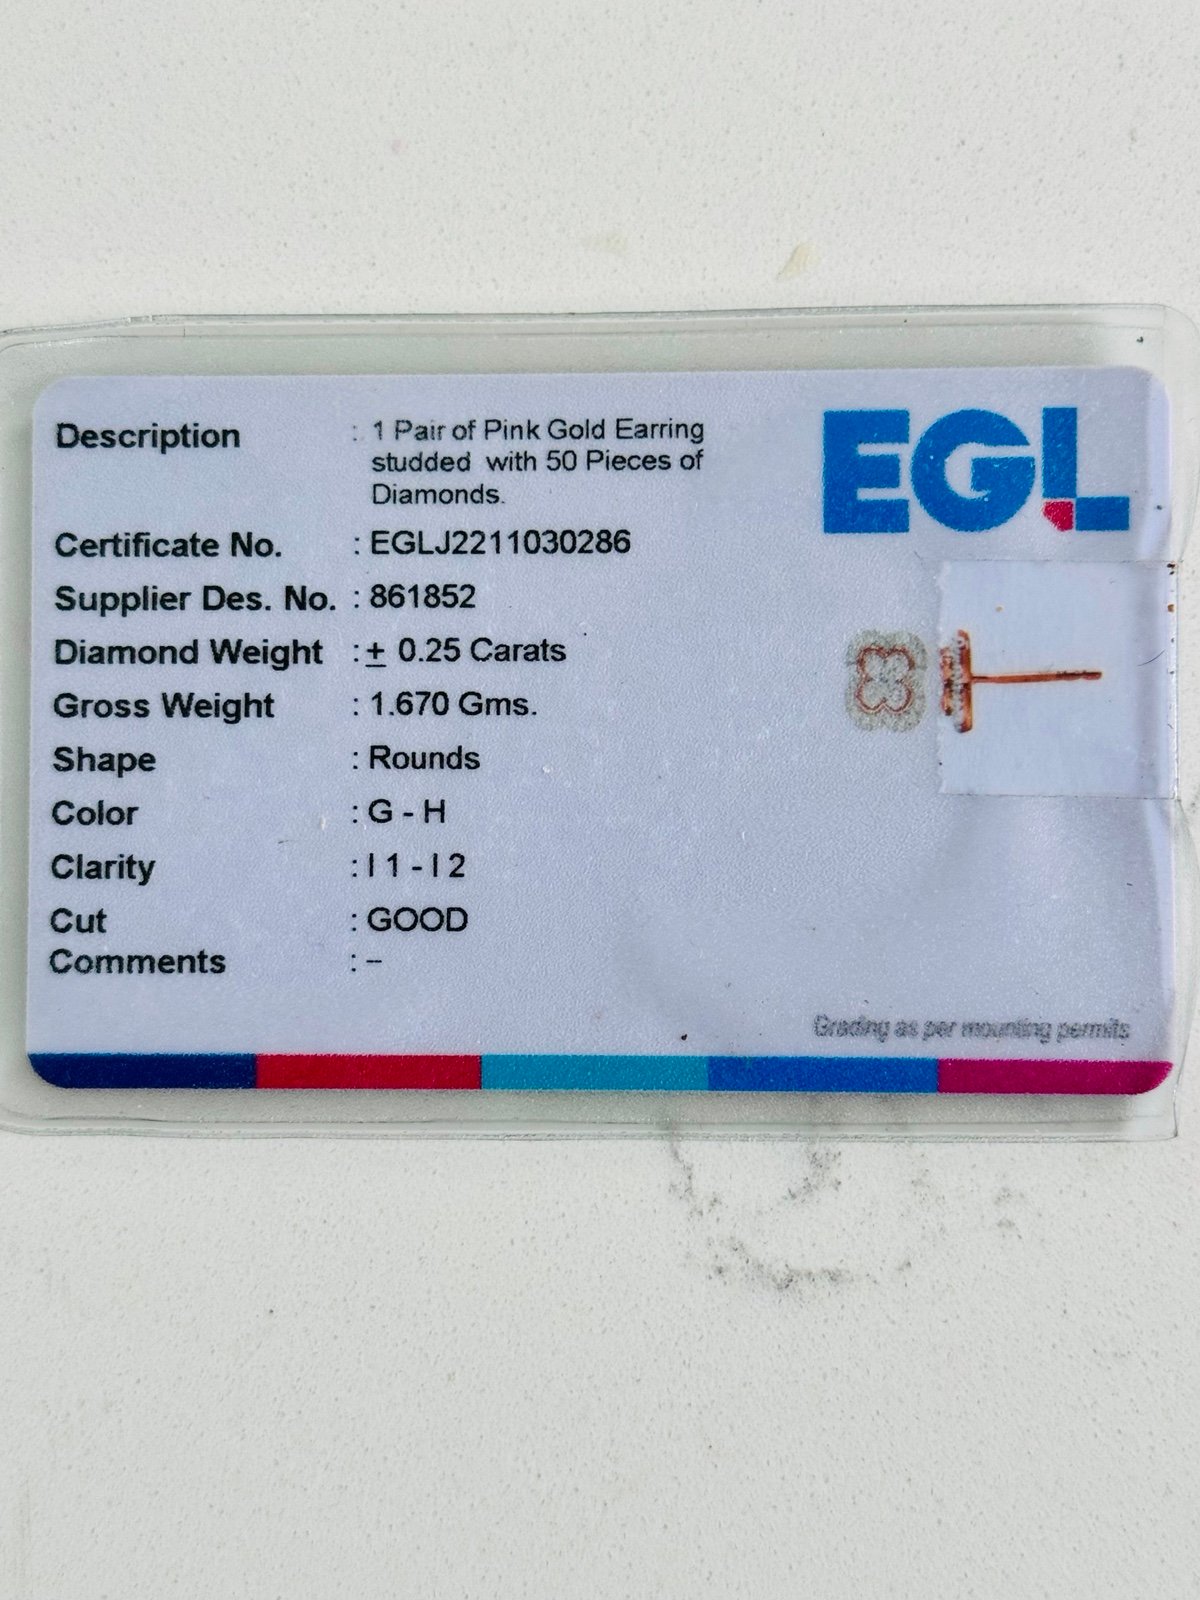 EGL
Description : 1 Pair of Pink Gold Earring
studded with 50 Pieces of
Diamonds.
Certificate No. : EGLJ2211030286
Supplier Des. No. : 861852
Diamond Weight : ± 0.25 Carats
Gross Weight : 1.670 Gms.
Shape : Rounds
Color : G - H
Clarity : I 1 - I 2
Cut : GOOD
Comments : –
Grading as per mounting permits